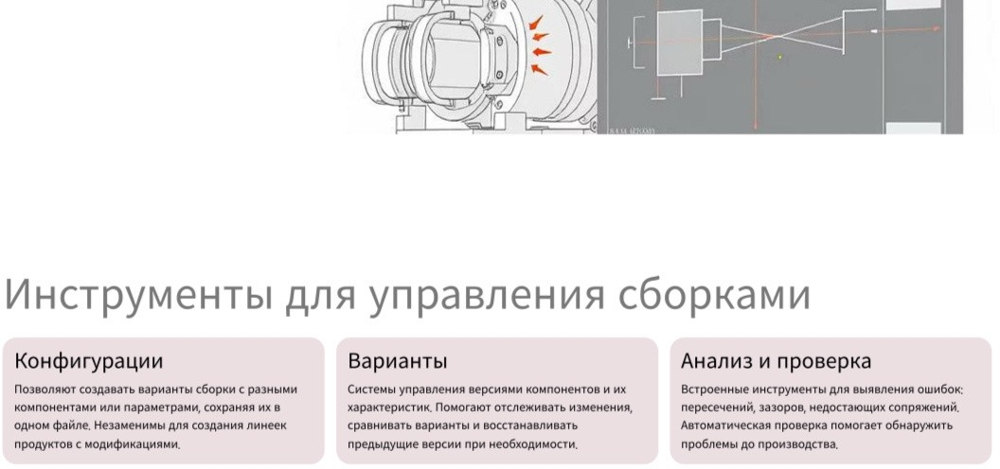 Инструменты для управления сборками
Конфигурации
Позволяют создавать варианты сборки с разными
компонентами или параметрами, сохраняя их в
одном файле. Незаменимы для создания линеек
продуктов с модификациями.
Варианты
Системы управления версиями компонентов и их
характеристик. Помогают отслеживать изменения,
сравнивать варианты и восстанавливать
предыдущие версии при необходимости.
Анализ и проверка
Встроенные инструменты для выявления ошибок:
пересечений, зазоров, недостающих сопряжений.
Автоматическая проверка помогает обнаружить
проблемы до производства.